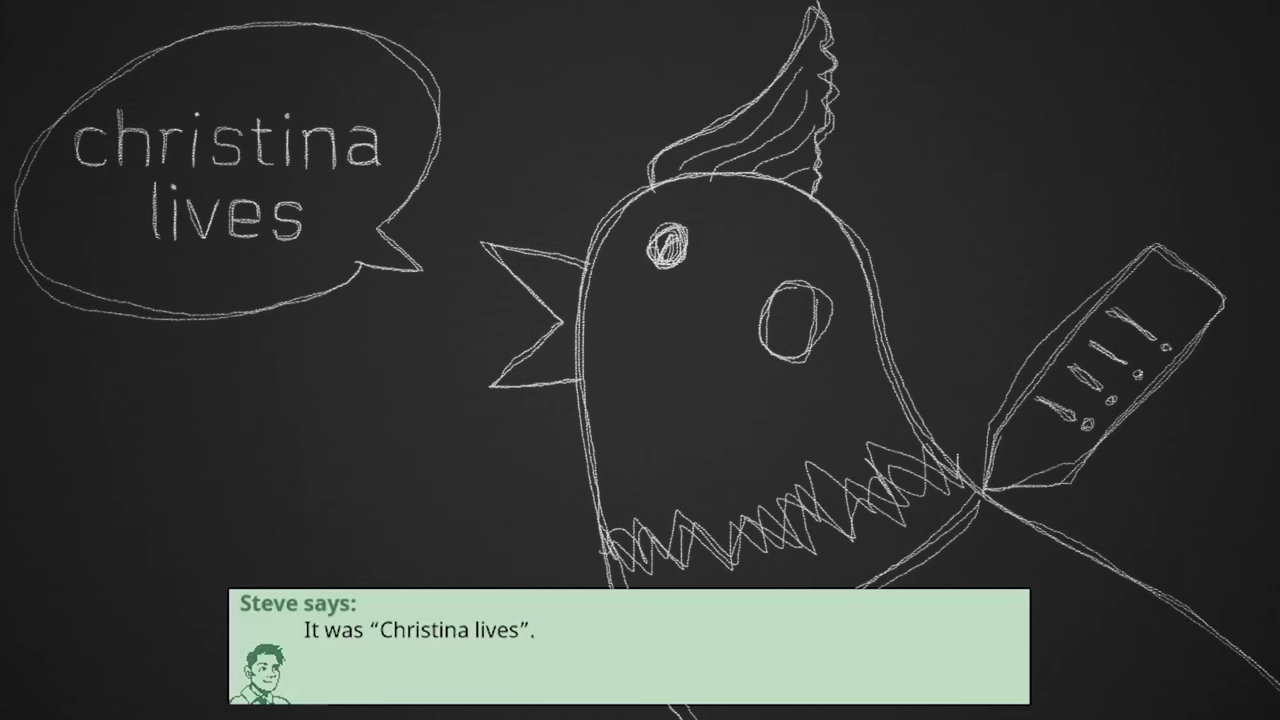 christina
lives
! ! ! !
Steve says:
It was “Christina lives”.